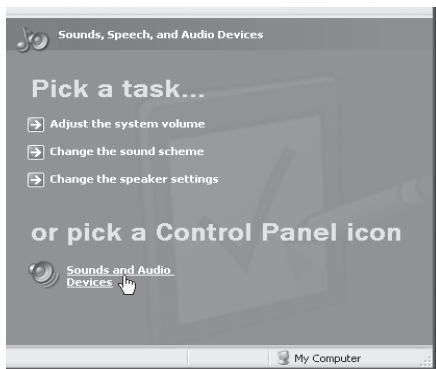 Sounds, Speech, and Audio Devices
Pick a task...
Adjust the system volume
Change the sound scheme
Change the speaker settings
or pick a Control Panel icon
Sounds and Audio
Devices
My Computer